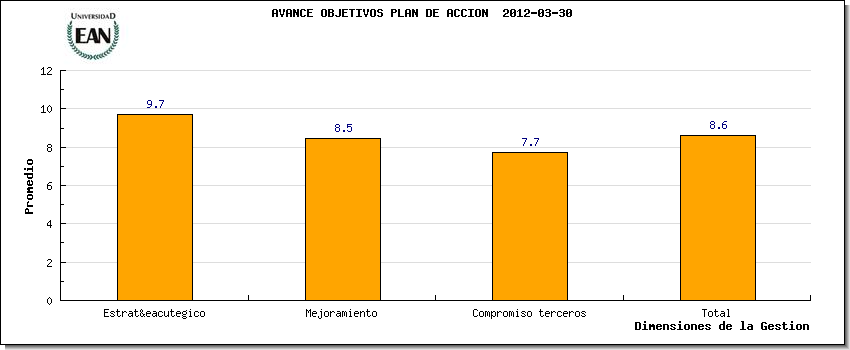 AVANCE OBJETIVOS PLAN DE ACCION 2012-03-30
UNIVERSIDAD
EAN
12
10
8
6
4
2
0
Promedio
9.7
8.5
7.7
8.6
Estrat&eacutegico
Mejoramiento
Compromiso terceros
Total
Dimensiones de la Gestion